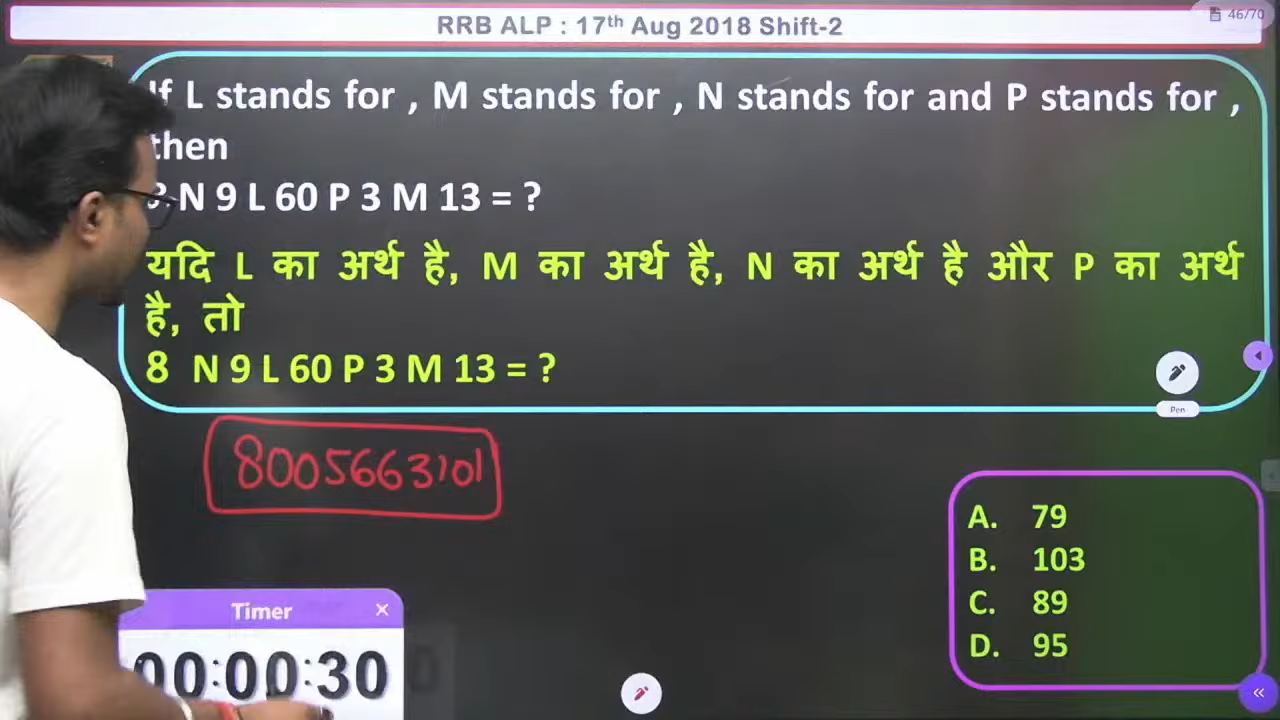 RRB ALP : 17th Aug 2018 Shift-2
46/70
If L stands for , M stands for , N stands for and P stands for ,
then
8 N 9 L 60 P 3 M 13 = ?
यदि L का अर्थ है, M का अर्थ है, N का अर्थ है और P का अर्थ
है, तो
8 N 9 L 60 P 3 M 13 = ?
Pen
8005663101
A. 79
B. 103
C. 89
D. 95
Timer
00:00:30